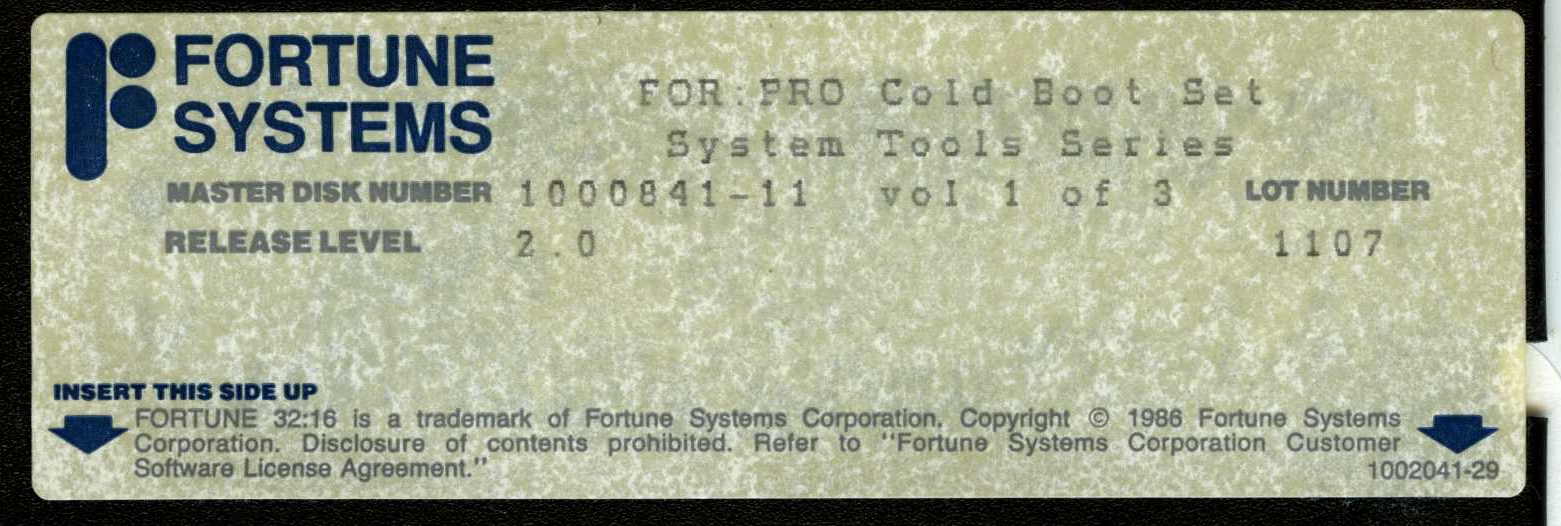 FORTUNE
SYSTEMS
FOR:PRO Cold Boot Set
System Tools Series
MASTER DISK NUMBER 1000841-11 vol 1 of 3 LOT NUMBER
RELEASE LEVEL 2.0 1107
INSERT THIS SIDE UP
FORTUNE 32:16 is a trademark of Fortune Systems Corporation. Copyright © 1986 Fortune Systems
Corporation. Disclosure of contents prohibited. Refer to "Fortune Systems Corporation Customer
Software License Agreement."
1002041-29